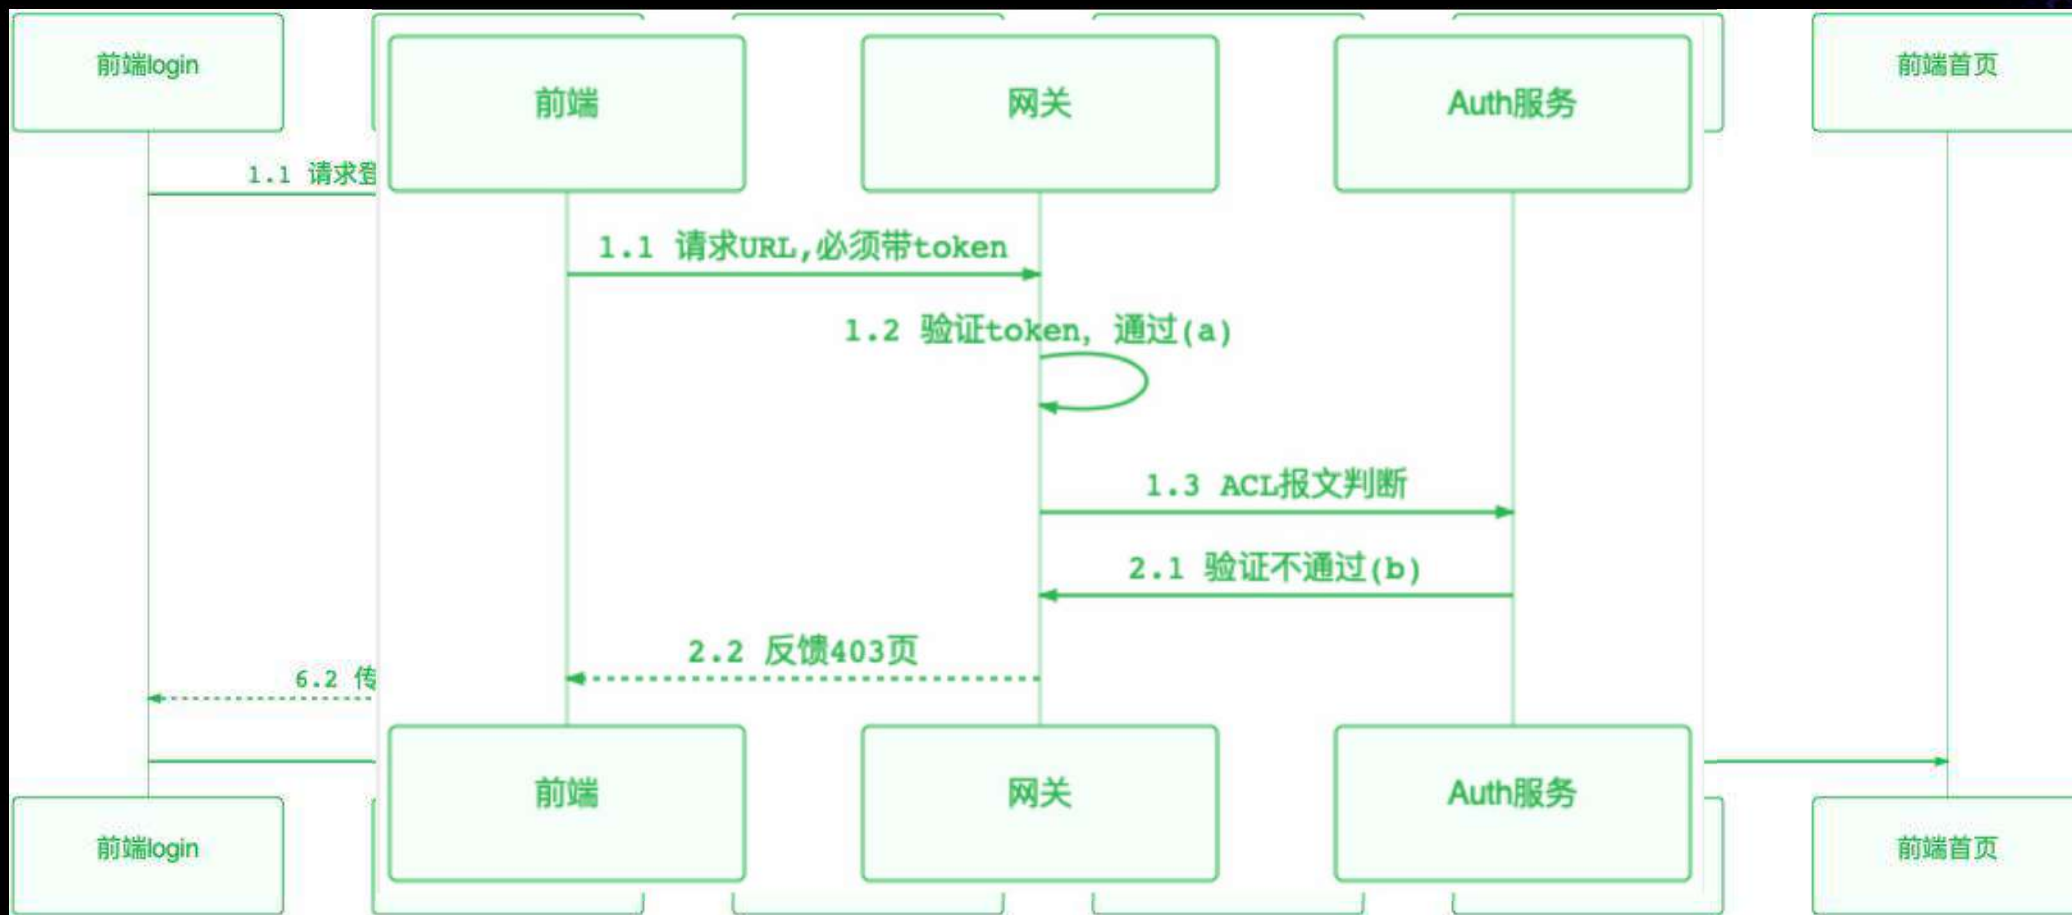 前端login
前端
网关
Auth服务
前端首页
1.1 请求登
1.1 请求URL,必须带token
1.2 验证token, 通过(a)
1.3 ACL报文判断
2.1 验证不通过(b)
2.2 反馈403页
6.2 传
前端
网关
Auth服务
前端login
前端首页